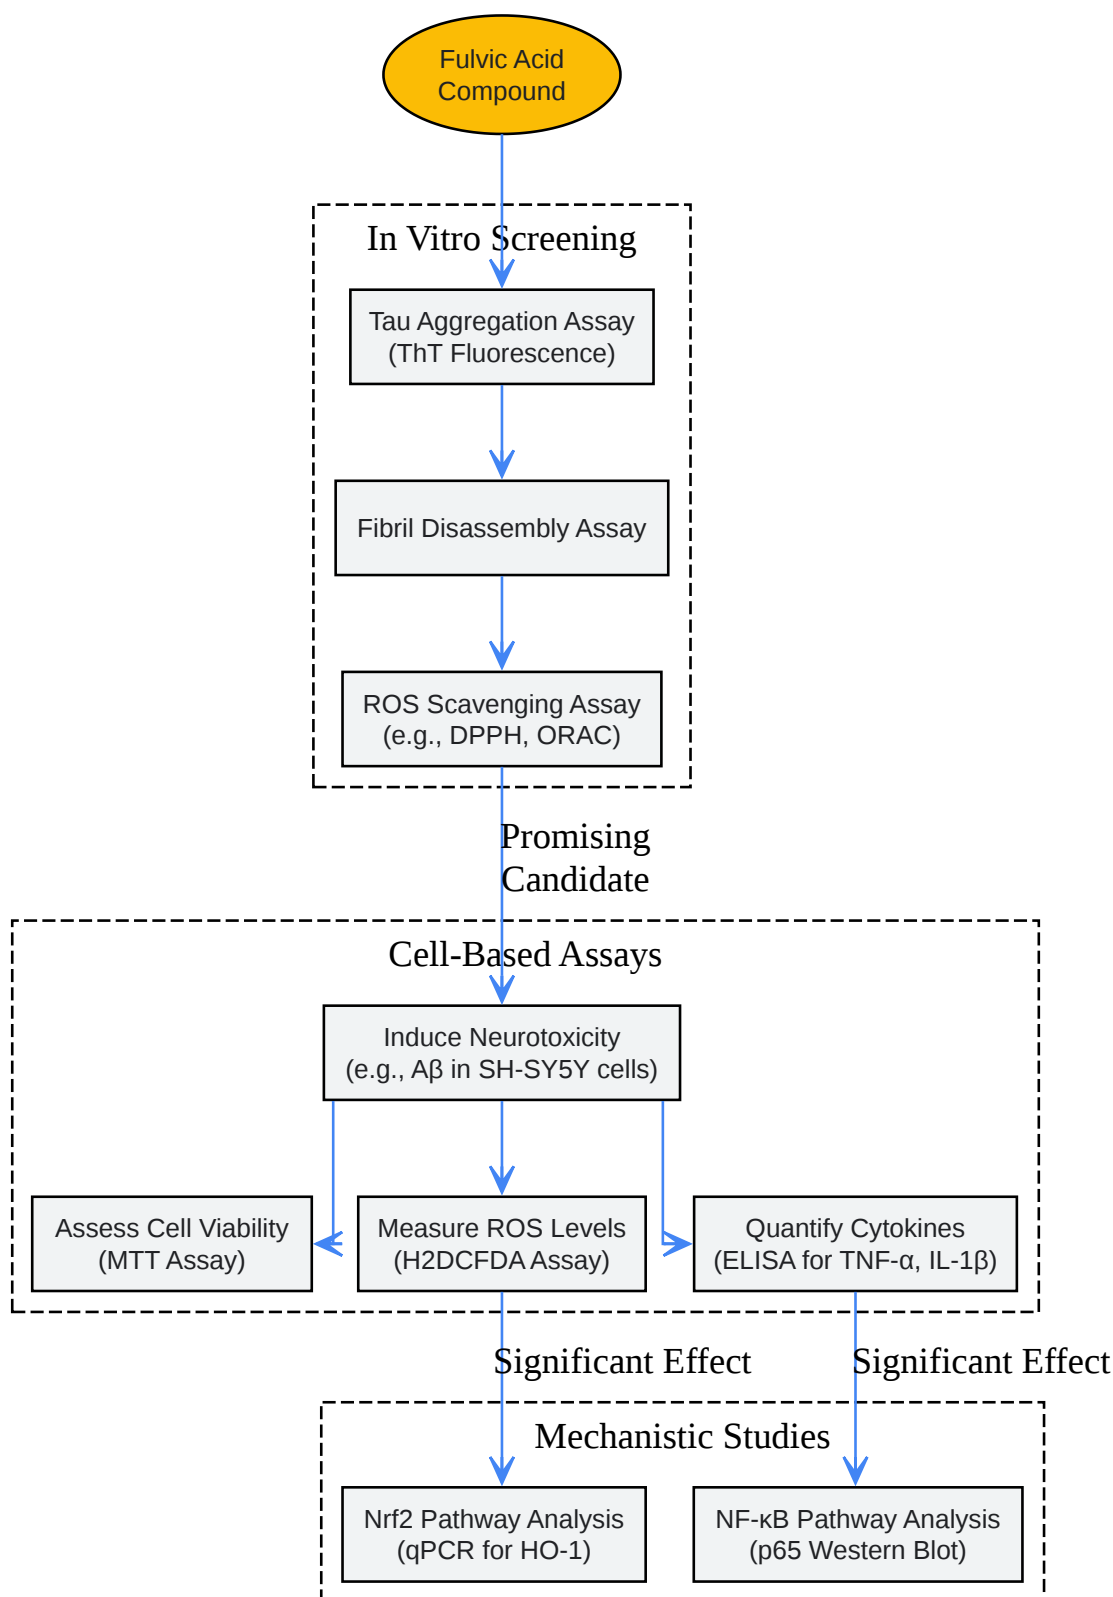 Fulvic Acid
Compound
In Vitro Screening
Tau Aggregation Assay
(ThT Fluorescence)
Fibril Disassembly Assay
ROS Scavenging Assay
(e.g., DPPH, ORAC)
Promising
Candidate
Cell-Based Assays
Induce Neurotoxicity
(e.g., Aβ in SH-SY5Y cells)
Assess Cell Viability
(MTT Assay)
Measure ROS Levels
(H2DCFDA Assay)
Quantify Cytokines
(ELISA for TNF-α, IL-1β)
Significant Effect
Significant Effect
Mechanistic Studies
Nrf2 Pathway Analysis
(qPCR for HO-1)
NF-κB Pathway Analysis
(p65 Western Blot)